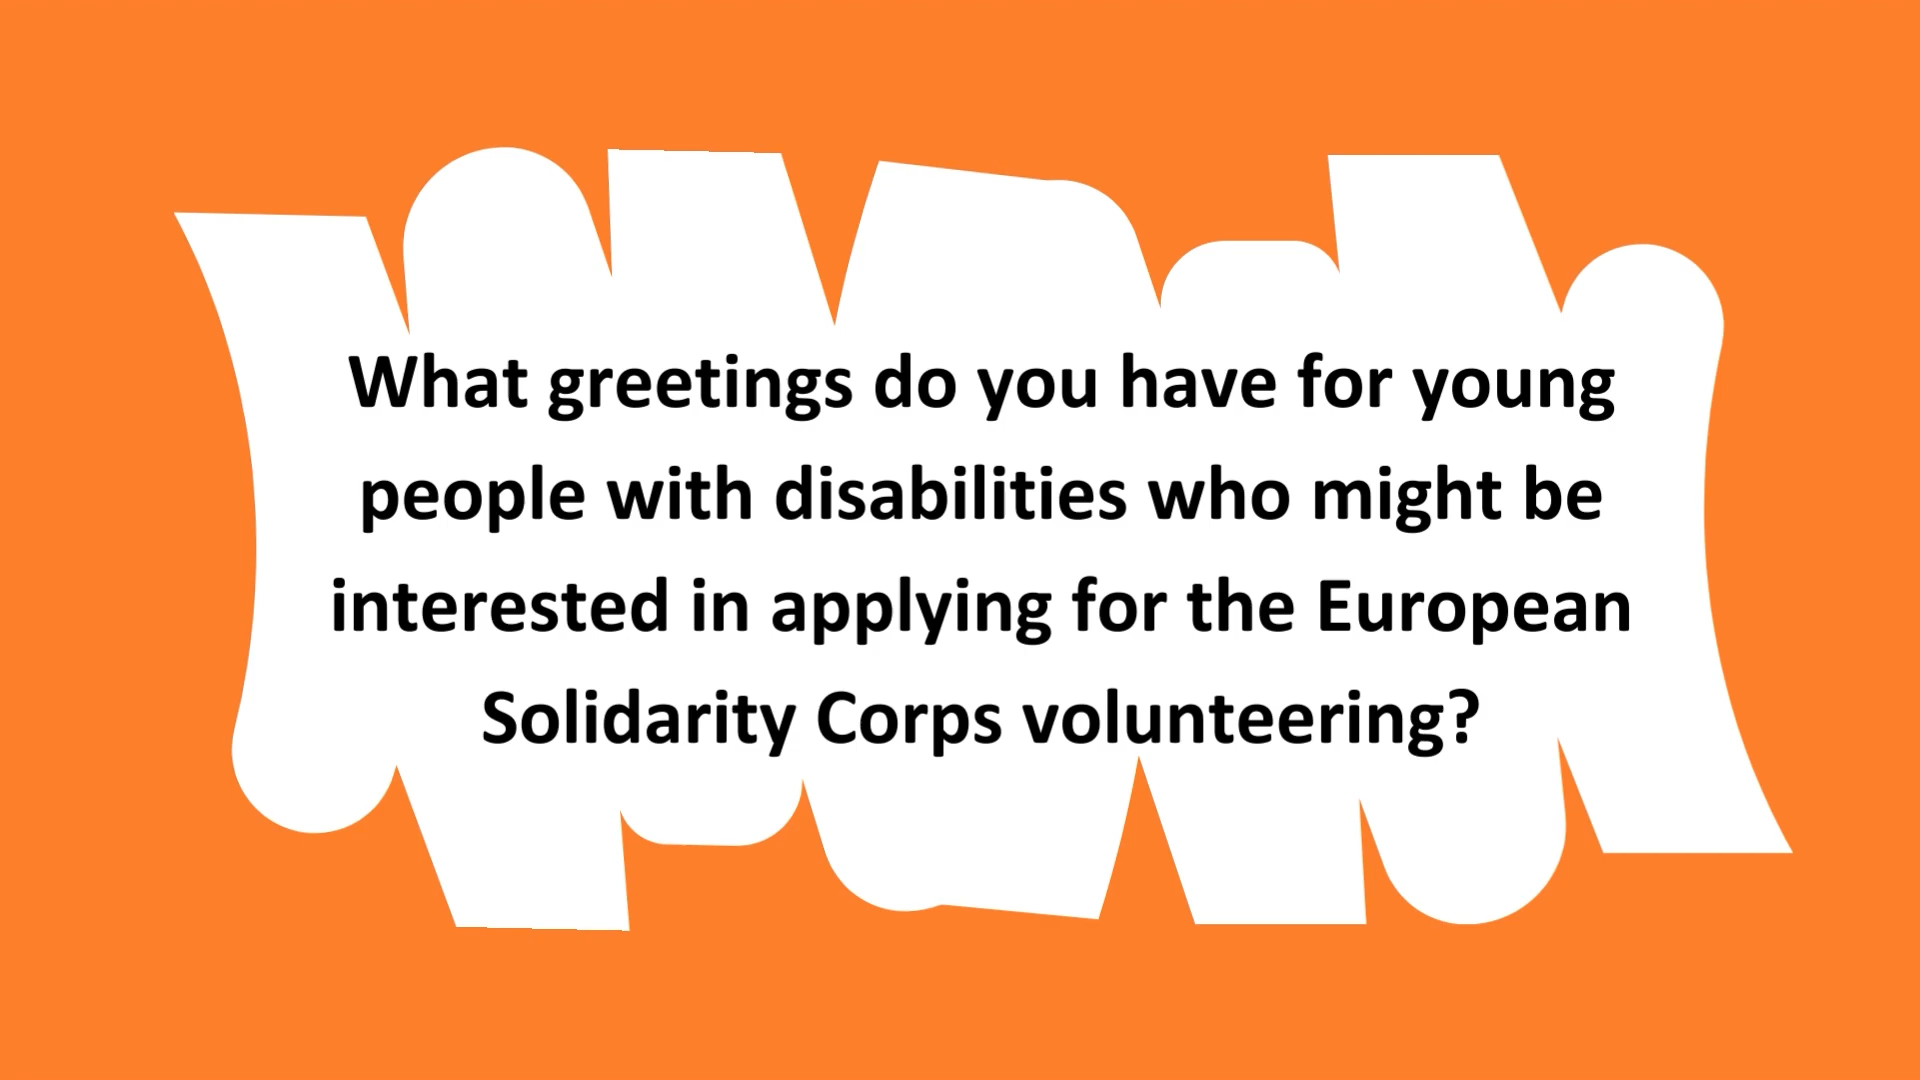 What greetings do you have for young
people with disabilities who might be
interested in applying for the European
Solidarity Corps volunteering?